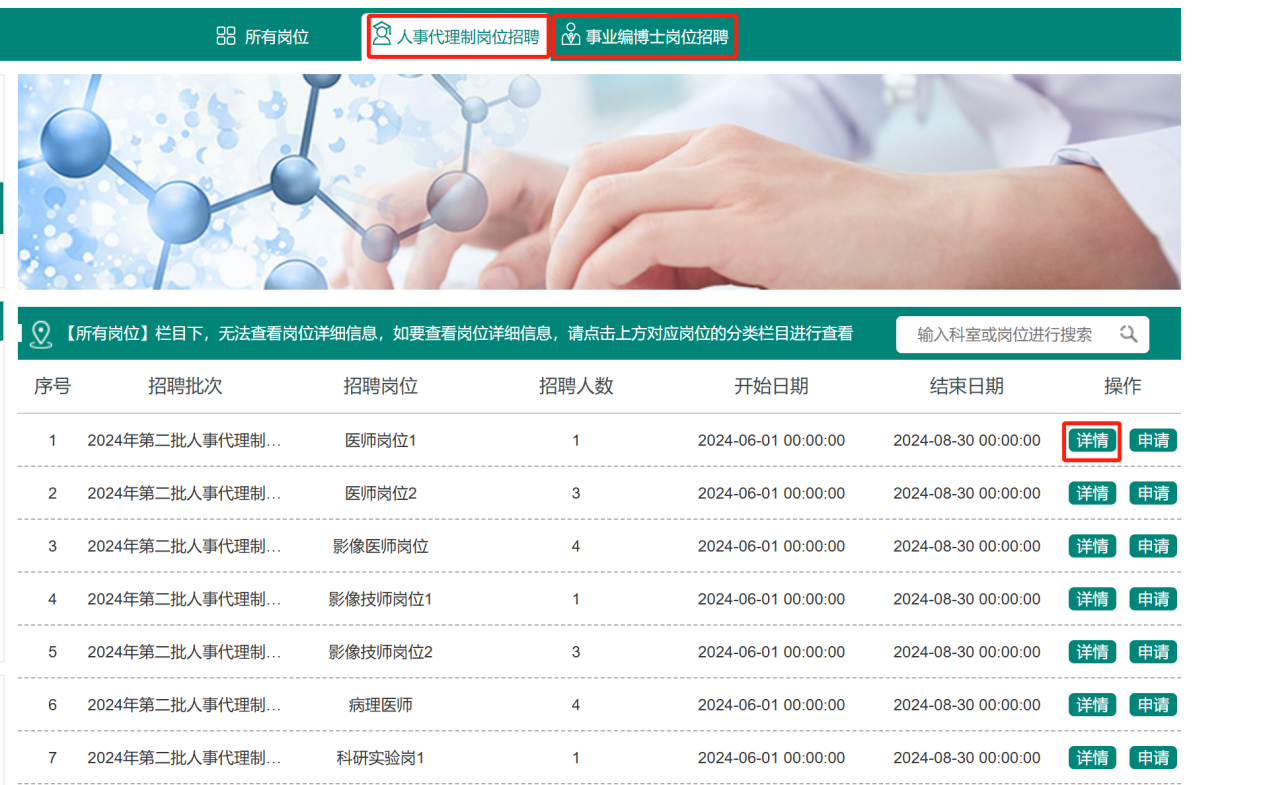 所有岗位 人事代理制岗位招聘 事业编博士岗位招聘
【所有岗位】栏目下，无法查看岗位详细信息，如要查看岗位详细信息，请点击上方对应岗位的分类栏目进行查看 输入科室或岗位进行搜索
序号 招聘批次 招聘岗位 招聘人数 开始日期 结束日期 操作
1 2024年第二批人事代理制... 医师岗位1 1 2024-06-01 00:00:00 2024-08-30 00:00:00 详情 申请
2 2024年第二批人事代理制... 医师岗位2 3 2024-06-01 00:00:00 2024-08-30 00:00:00 详情 申请
3 2024年第二批人事代理制... 影像医师岗位 4 2024-06-01 00:00:00 2024-08-30 00:00:00 详情 申请
4 2024年第二批人事代理制... 影像技师岗位1 1 2024-06-01 00:00:00 2024-08-30 00:00:00 详情 申请
5 2024年第二批人事代理制... 影像技师岗位2 3 2024-06-01 00:00:00 2024-08-30 00:00:00 详情 申请
6 2024年第二批人事代理制... 病理医师 4 2024-06-01 00:00:00 2024-08-30 00:00:00 详情 申请
7 2024年第二批人事代理制... 科研实验岗1 1 2024-06-01 00:00:00 2024-08-30 00:00:00 详情 申请